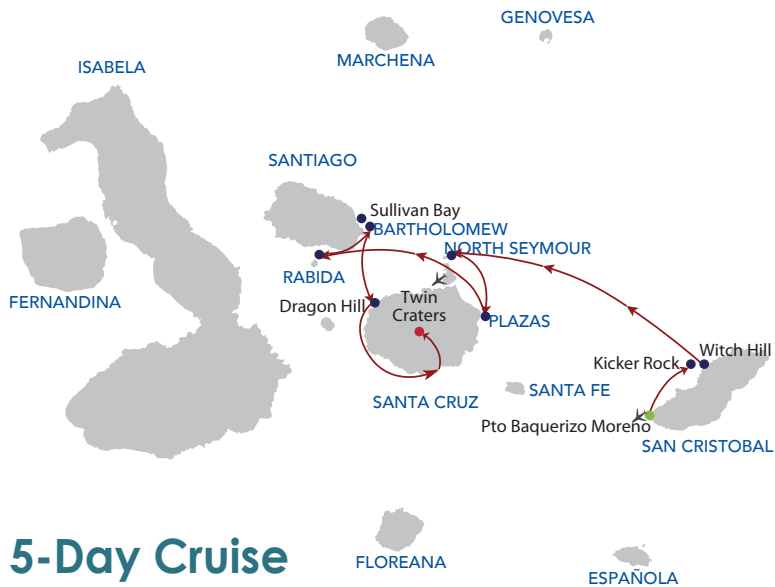 GENOVESA
MARCHENA
ISABELA
SANTIAGO
Sullivan Bay
BARTHOLOMEW
NORTH SEYMOUR
RABIDA
FERNANDINA
Dragon Hill
Twin
Craters
PLAZAS
Kicker Rock
Witch Hill
SANTA FE
SANTA CRUZ
Pto Baquerizo Moreno
SAN CRISTOBAL
5-Day Cruise
FLOREANA
ESPAÑOLA